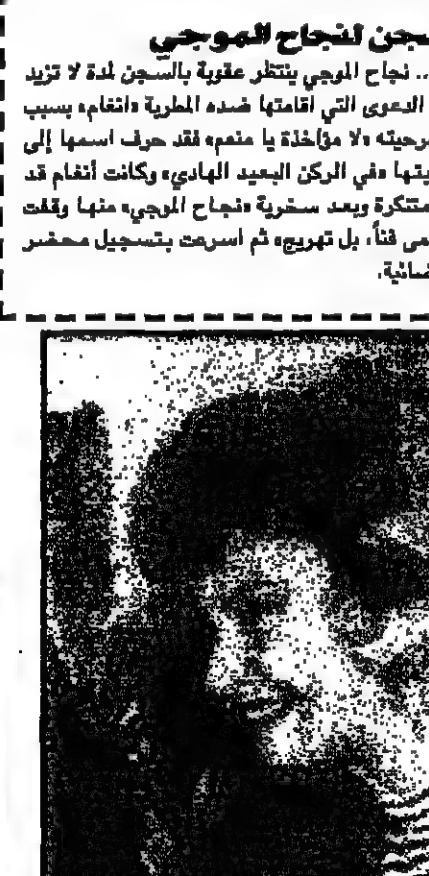 سجن لنجاح الموجي
.. نجاح الموجي ينتظر عقوبة بالسجن لمدة لا تزيد
الدعوى التي اقامتها ضده المطربة «انغام» بسبب
رحيته «لا مؤاخذة يا منعم» فقد حرف اسمها إلى
يتها «في الركن البعيد الهادي» وكانت أنغام قد
متنكرة وبعد سخرية «نجاح الموجي» منها وقفت
مى فناً، بل تهريج» ثم اسرعت بتسجيل محضر
ضائية.